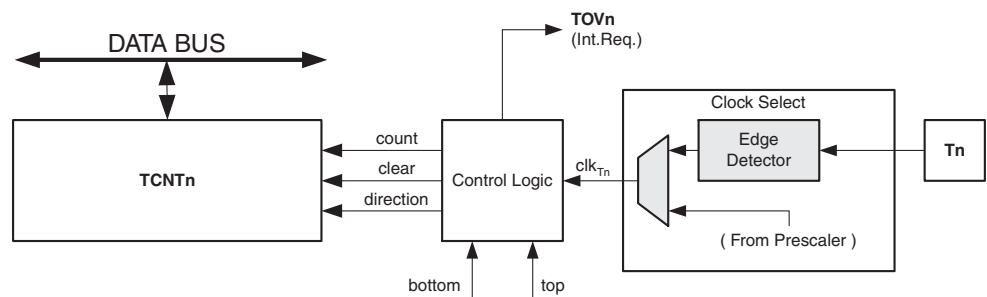 TOVn
(Int.Req.)
DATA BUS
Clock Select
count
Edge
Detector
Tn
TCNTn
clear
Control Logic
clkTn
direction
( From Prescaler )
bottom
top